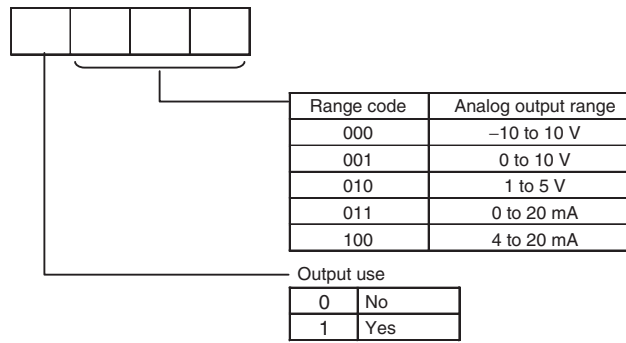 Range code Analog output range
000 −10 to 10 V
001 0 to 10 V
010 1 to 5 V
011 0 to 20 mA
100 4 to 20 mA
Output use
0 No
1 Yes